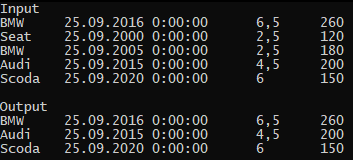 Input
BMW 25.09.2016 0:00:00 6,5 260
Seat 25.09.2000 0:00:00 2,5 120
BMW 25.09.2005 0:00:00 2,5 180
Audi 25.09.2015 0:00:00 4,5 200
Scoda 25.09.2020 0:00:00 6 150
Output
BMW 25.09.2016 0:00:00 6,5 260
Audi 25.09.2015 0:00:00 4,5 200
Scoda 25.09.2020 0:00:00 6 150